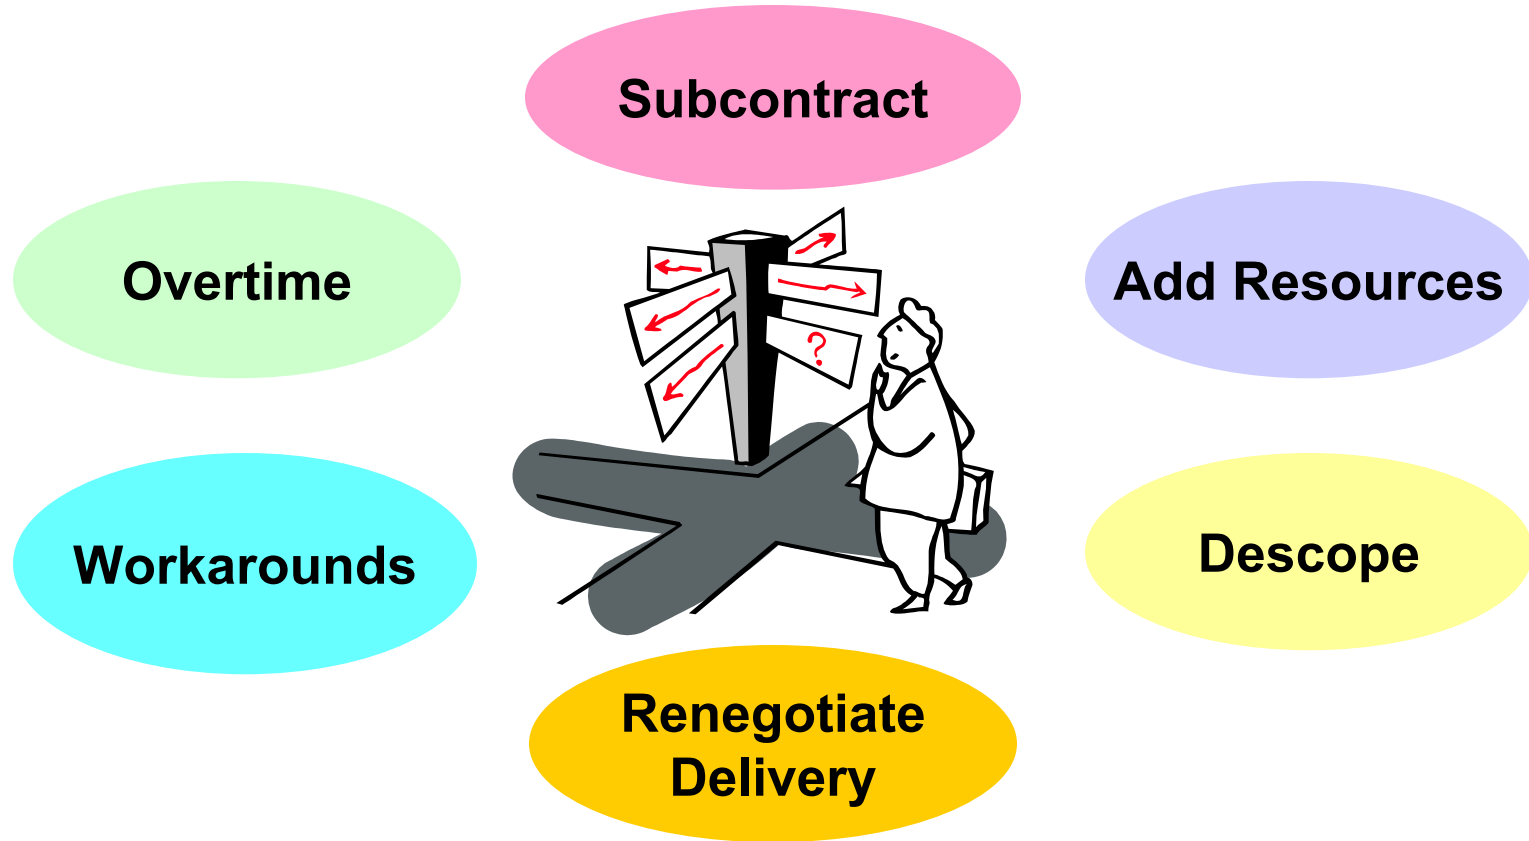 Subcontract
Overtime
Add Resources
?
Workarounds
Descope
Renegotiate
Delivery